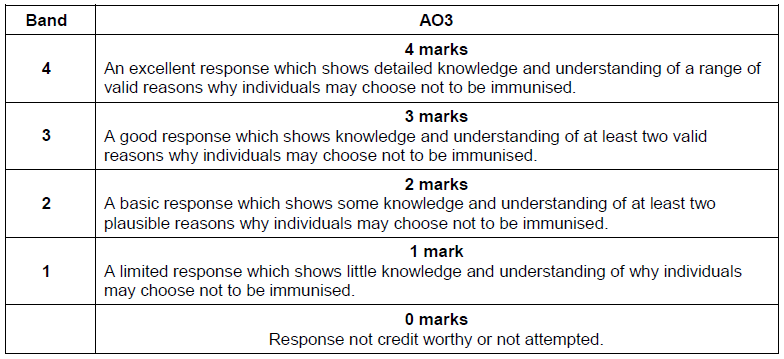 Band AO3
4 marks
4 An excellent response which shows detailed knowledge and understanding of a range of
valid reasons why individuals may choose not to be immunised.
3 marks
3 A good response which shows knowledge and understanding of at least two valid
reasons why individuals may choose not to be immunised.
2 marks
2 A basic response which shows some knowledge and understanding of at least two
plausible reasons why individuals may choose not to be immunised.
1 mark
1 A limited response which shows little knowledge and understanding of why individuals
may choose not to be immunised.
0 marks
Response not credit worthy or not attempted.